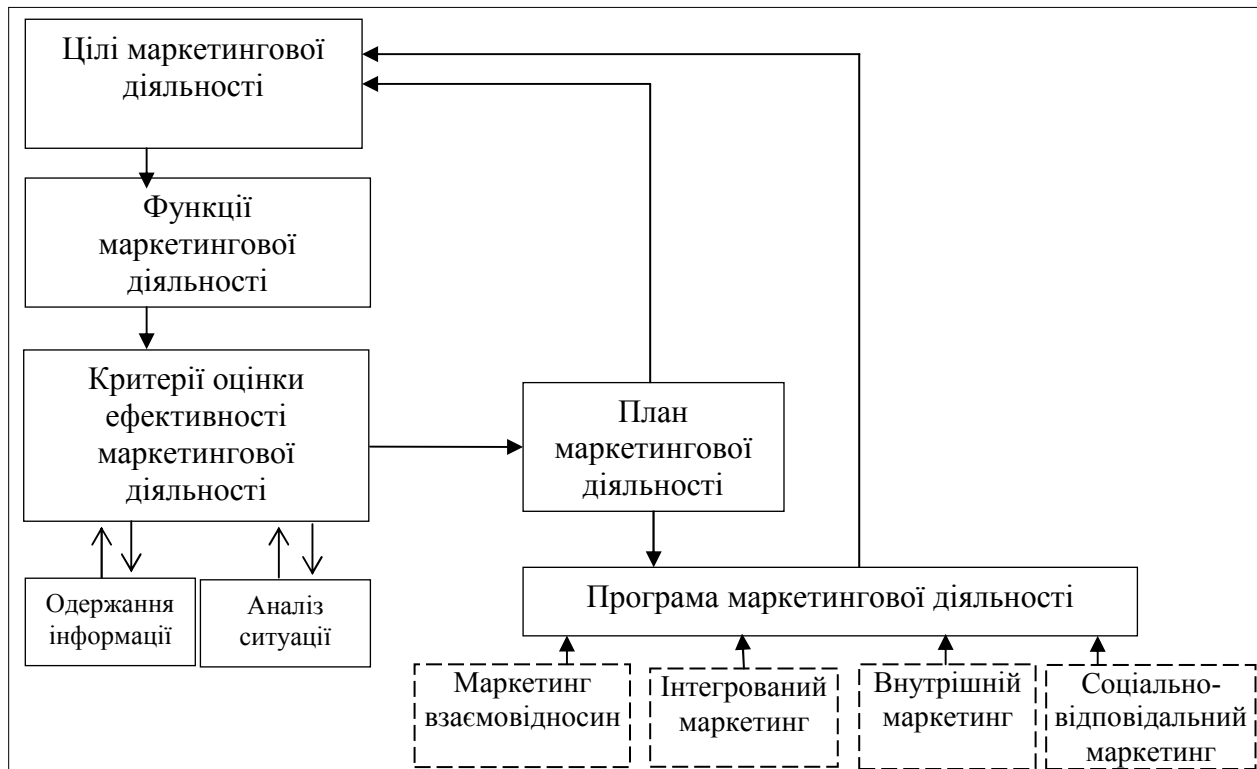 Цілі маркетингової
діяльності
Функції
маркетингової
діяльності
Критерії оцінки
ефективності
маркетингової
діяльності
План
маркетингової
діяльності
Одержання
інформації
Аналіз
ситуації
Програма маркетингової діяльності
Маркетинг
взаємовідносин
Інтегрований
маркетинг
Внутрішній
маркетинг
Соціально-
відповідальний
маркетинг